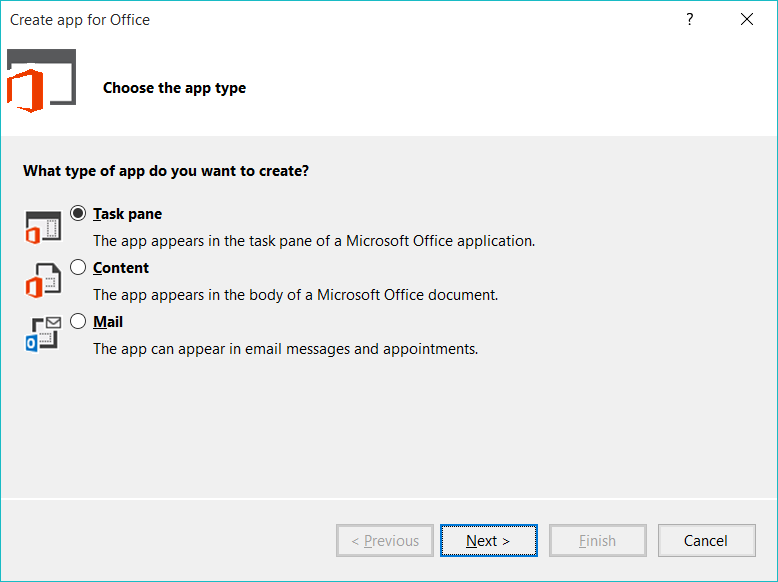 Create app for Office
?
Choose the app type
What type of app do you want to create?
Task pane
The app appears in the task pane of a Microsoft Office application.
Content
The app appears in the body of a Microsoft Office document.
Mail
The app can appear in email messages and appointments.
< Previous
Next >
Finish
Cancel